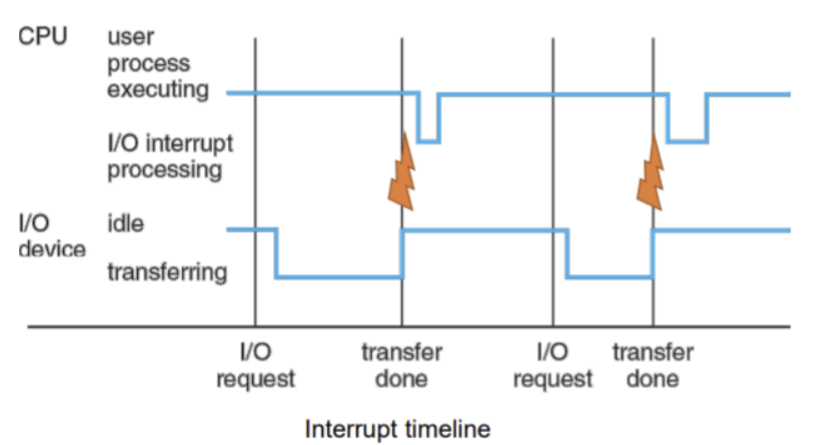 CPU
user
process
executing
I/O interrupt
processing
I/O
device
idle
transferring
I/O
request
transfer
done
I/O
request
transfer
done
Interrupt timeline